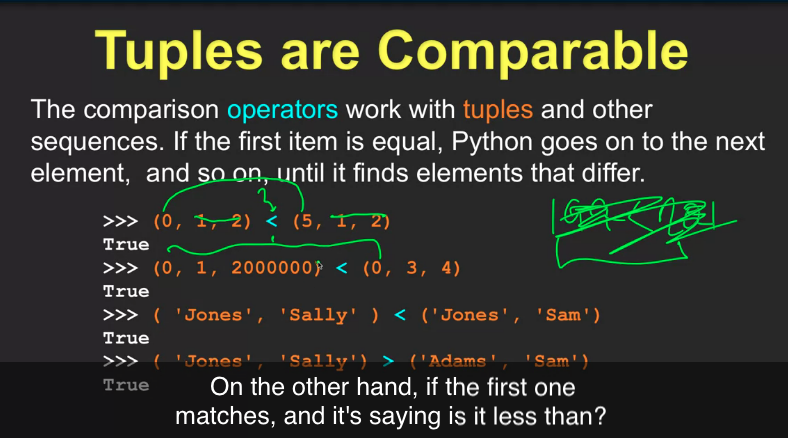 Tuples are Comparable
The comparison operators work with tuples and other
sequences. If the first item is equal, Python goes on to the next
element, and so on, until it finds elements that differ.
>>> (0, 1, 2) < (5, 1, 2)
True
>>> (0, 1, 2000000) < (0, 3, 4)
True
>>> ( 'Jones', 'Sally' ) < ('Jones', 'Sam')
True
>>> ( 'Jones', 'Sally') > ('Adams', 'Sam')
True
On the other hand, if the first one
matches, and it's saying is it less than?